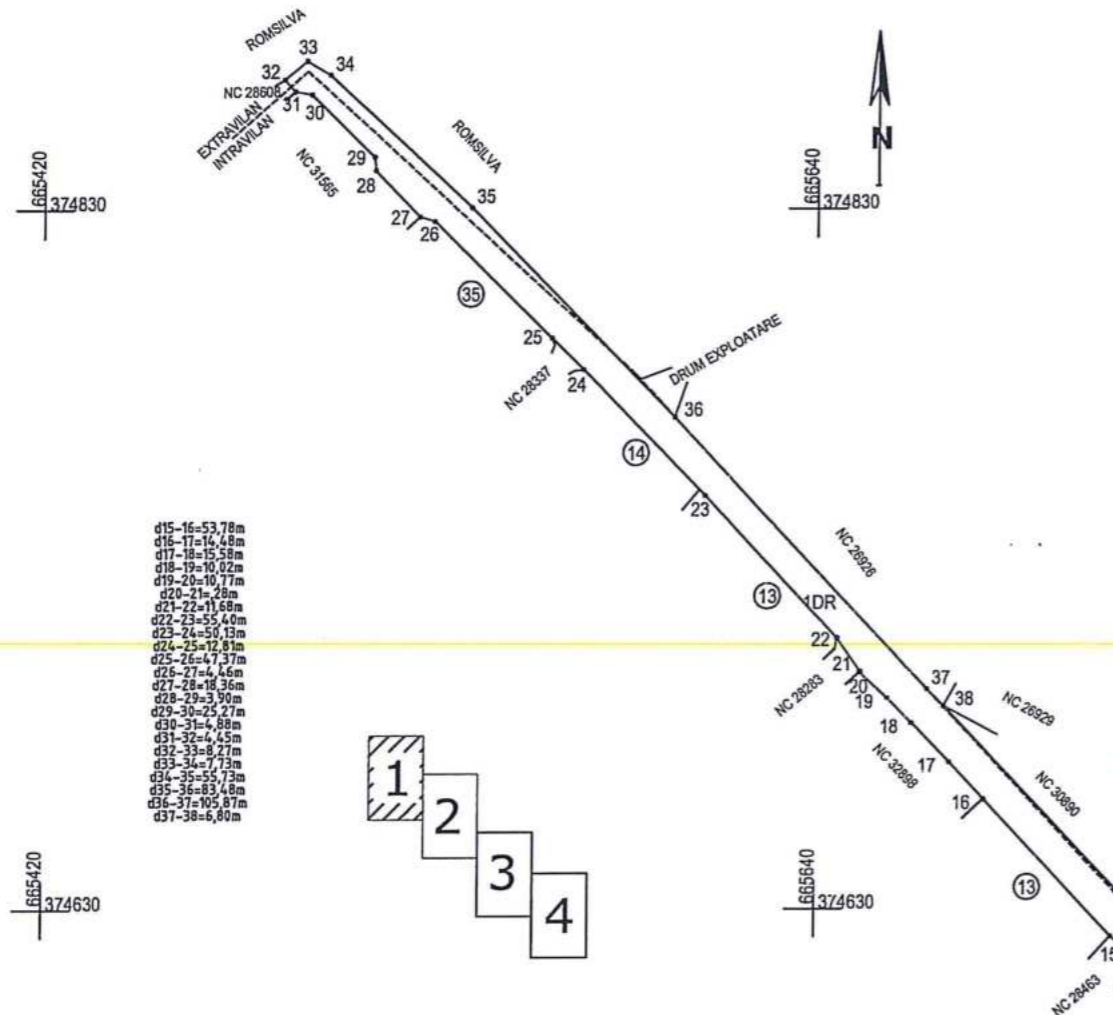 ROMSILVA
33
34
32
NC 28608
31
30
EXTRAVILAN
INTRAVILAN
ROMSILVA
N
29
28
NC 31565
35
665420
374830
665640
374830
27
26
35
25
DRUM EXPLOATARE
NC 28337
24
36
14
23
NC 26926
13
1DR
22
21
20
19
NC 28283
18
37
38
NC 26929
NC 32898
17
16
NC 30890
13
15
NC 28463
d15-16=53,78m
d16-17=14,48m
d17-18=15,58m
d18-19=10,02m
d19-20=10,77m
d20-21=,28m
d21-22=11,68m
d22-23=55,40m
d23-24=50,13m
d24-25=12,81m
d25-26=47,37m
d26-27=4,46m
d27-28=18,36m
d28-29=3,90m
d29-30=25,27m
d30-31=4,88m
d31-32=4,45m
d32-33=8,27m
d33-34=7,73m
d34-35=55,73m
d35-36=83,48m
d36-37=105,87m
d37-38=6,80m
1
2
3
4
665420
374630
665640
374630